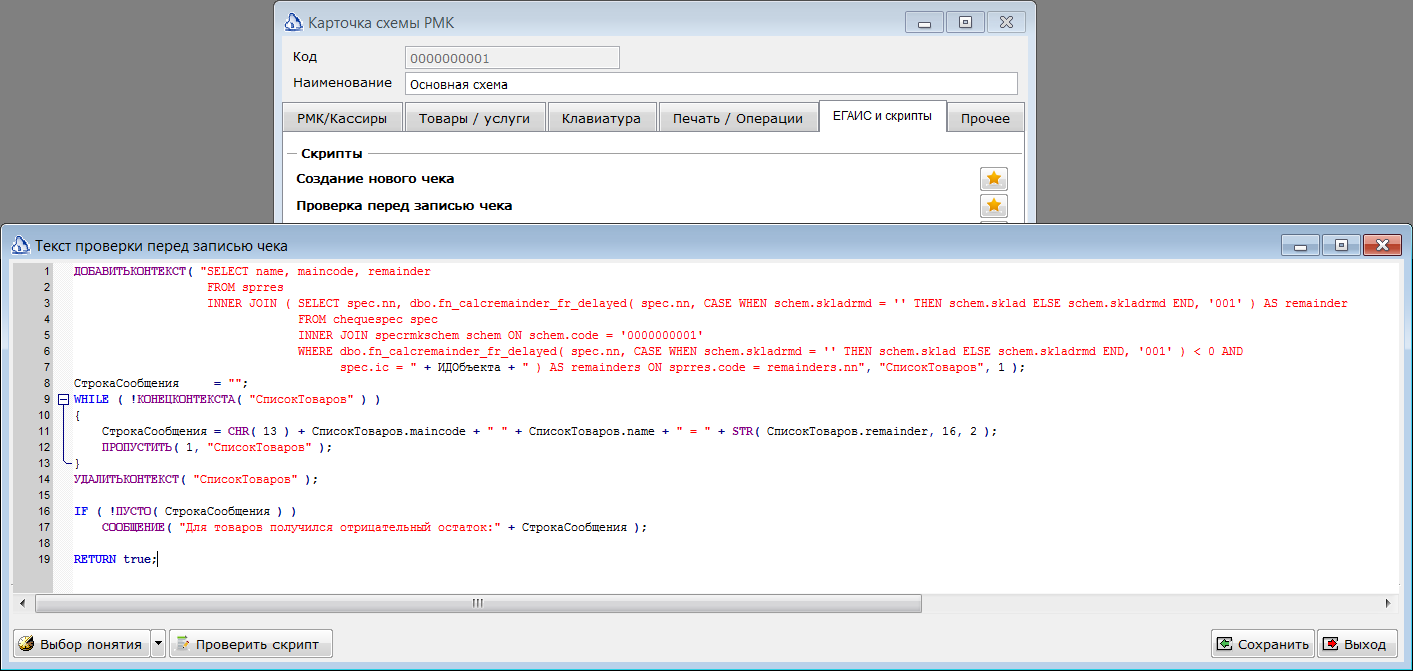 Карточка схемы РМК
Код 0000000001
Наименование Основная схема
РМК/Кассиры Товары / услуги Клавиатура Печать / Операции ЕГАИС и скрипты Прочее
Скрипты
Создание нового чека
Проверка перед записью чека
Текст проверки перед записью чека
1 ДОБАВИТЬКОНТЕКСТ( "SELECT name, maincode, remainder
2 FROM sprres
3 INNER JOIN ( SELECT spec.nn, dbo.fn_calcremainder_fr_delayed( spec.nn, CASE WHEN schem.skladrmd = '' THEN schem.sklad ELSE schem.skladrmd END, '001' ) AS remainder
4 FROM chequespec spec
5 INNER JOIN specrmkschem schem ON schem.code = '0000000001'
6 WHERE dbo.fn_calcremainder_fr_delayed( spec.nn, CASE WHEN schem.skladrmd = '' THEN schem.sklad ELSE schem.skladrmd END, '001' ) < 0 AND
7 spec.ic = " + ИДОбъекта + " ) AS remainders ON sprres.code = remainders.nn", "СписокТоваров", 1 );
8 СтрокаСообщения = "";
9 WHILE ( !КОНЕЦКОНТЕКСТА( "СписокТоваров" ) )
10 {
11 СтрокаСообщения = CHR( 13 ) + СписокТоваров.maincode + " " + СписокТоваров.name + " = " + STR( СписокТоваров.remainder, 16, 2 );
12 ПРОПУСТИТЬ( 1, "СписокТоваров" );
13 }
14 УДАЛИТЬКОНТЕКСТ( "СписокТоваров" );
15
16 IF ( !ПУСТО( СтрокаСообщения ) )
17 СООБЩЕНИЕ( "Для товаров получился отрицательный остаток:" + СтрокаСообщения );
18
19 RETURN true;
Выбор понятия Проверить скрипт Сохранить Выход